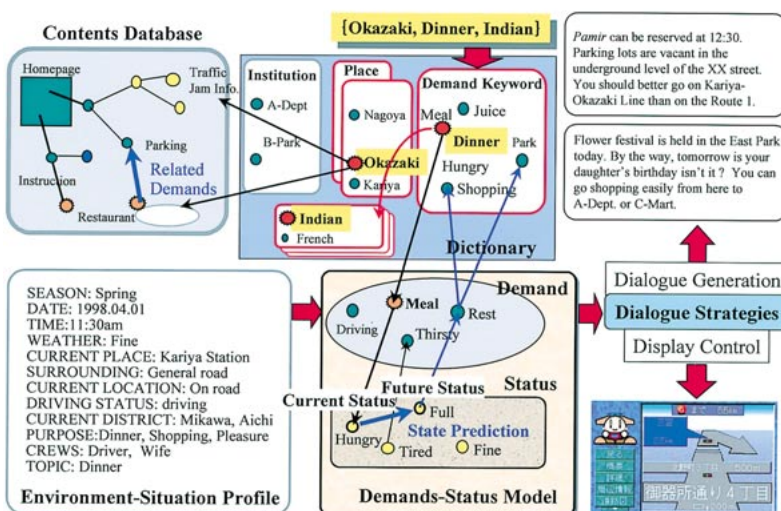 {Okazaki, Dinner, Indian}
Contents Database
Homepage
Traffic
Jam Info.
Parking
Related
Demands
Instruction
Restaurant
Institution
A-Dept
B-Park
Place
Nagoya
Okazaki
Kariya
Indian
French
Demand Keyword
Meal
Juice
Dinner
Park
Hungry
Shopping
Dictionary
Pamir can be reserved at 12:30.
Parking lots are vacant in the
underground level of the XX street.
You should better go on Kariya-
Okazaki Line than on the Route 1.
Flower festival is held in the East Park
today. By the way, tomorrow is your
daughter's birthday isn't it ? You can
go shopping easily from here to
A-Dept. or C-Mart.
SEASON: Spring
DATE: 1998.04.01
TIME:11:30am
WEATHER: Fine
CURRENT PLACE: Kariya Station
SURROUNDING: General road
CURRENT LOCATION: On road
DRIVING STATUS: driving
CURRENT DISTRICT: Mikawa, Aichi
PURPOSE:Dinner, Shopping, Pleasure
CREWS: Driver, Wife
TOPIC: Dinner
Environment-Situation Profile
Demand
Meal
Driving
Thirsty
Rest
Status
Current Status
Future Status
Full
Hungry
State Prediction
Tired
Fine
Demands-Status Model
Dialogue Generation
Dialogue Strategies
Display Control
御器所通り4丁目